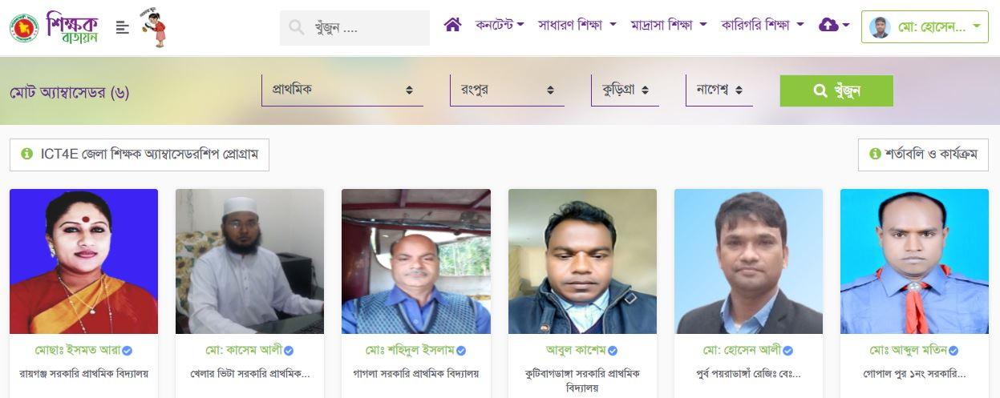 শিক্ষক
বাতায়ন
খুঁজুন ....
কনটেন্ট
সাধারণ শিক্ষা
মাদ্রাসা শিক্ষা
কারিগরি শিক্ষা
মো: হোসেন...
মোট অ্যাম্বাসেডর (৬)
প্রাথমিক
রংপুর
কুড়িগ্রা
নাগেশ্ব
খুঁজুন
ICT4E জেলা শিক্ষক অ্যাম্বাসেডরশিপ প্রোগ্রাম
শর্তাবলি ও কার্যক্রম
মোছাঃ ইসমত আরা
মো: কাসেম আলী
মোঃ শহিদুল ইসলাম
আবুল কাশেম
মো: হোসেন আলী
মোঃ আব্দুল মতিন
রায়গঞ্জ সরকারি প্রাথমিক বিদ্যালয়
খেলার ভিটা সরকারি প্রাথমিক...
গাগলা সরকারি প্রাথমিক বিদ্যালয়
কুটিবাগডাঙ্গা সরকারি প্রাথমিক
বিদ্যালয়
পুর্ব পয়রাডাঙ্গাঁ রেজিঃ বেঃ...
গোপাল পুর ১নং সরকারি...